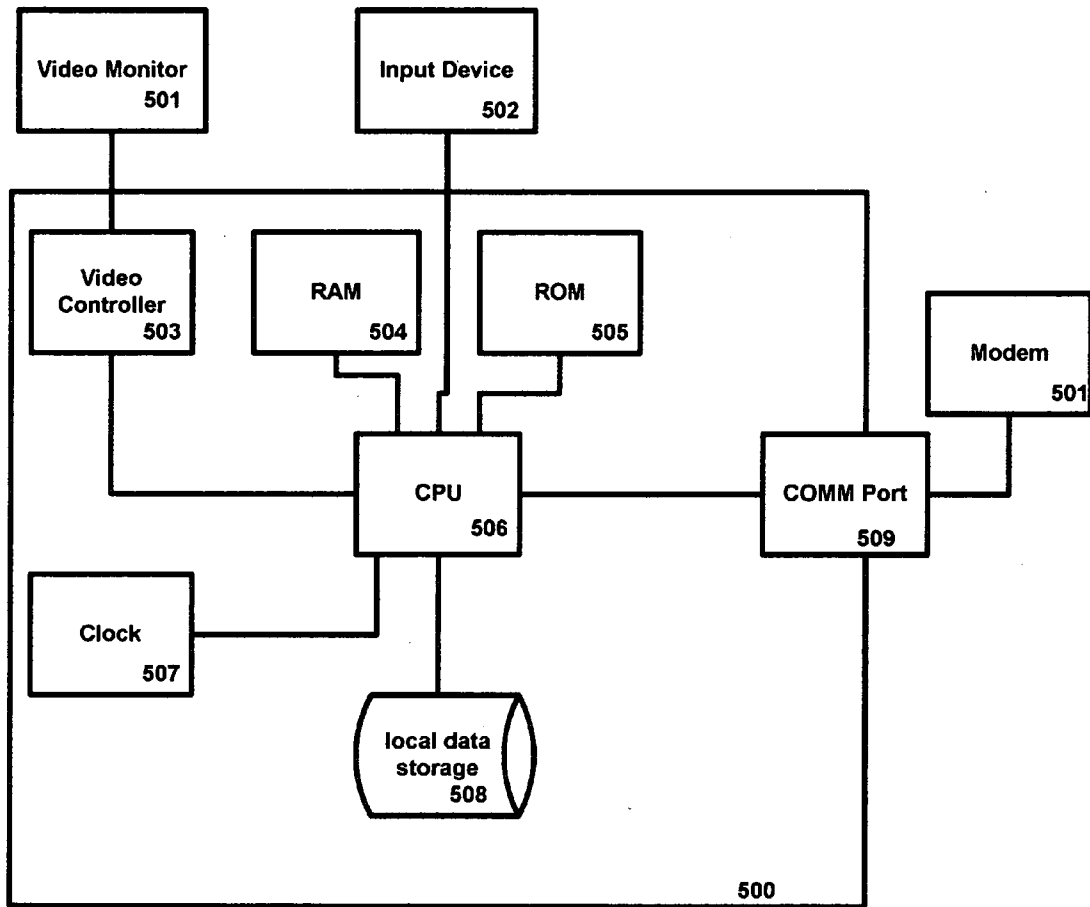 Video Monitor
501
Input Device
502
Video
Controller
503
RAM
504
ROM
505
Modem
501
CPU
506
COMM Port
509
Clock
507
local data
storage
508
500